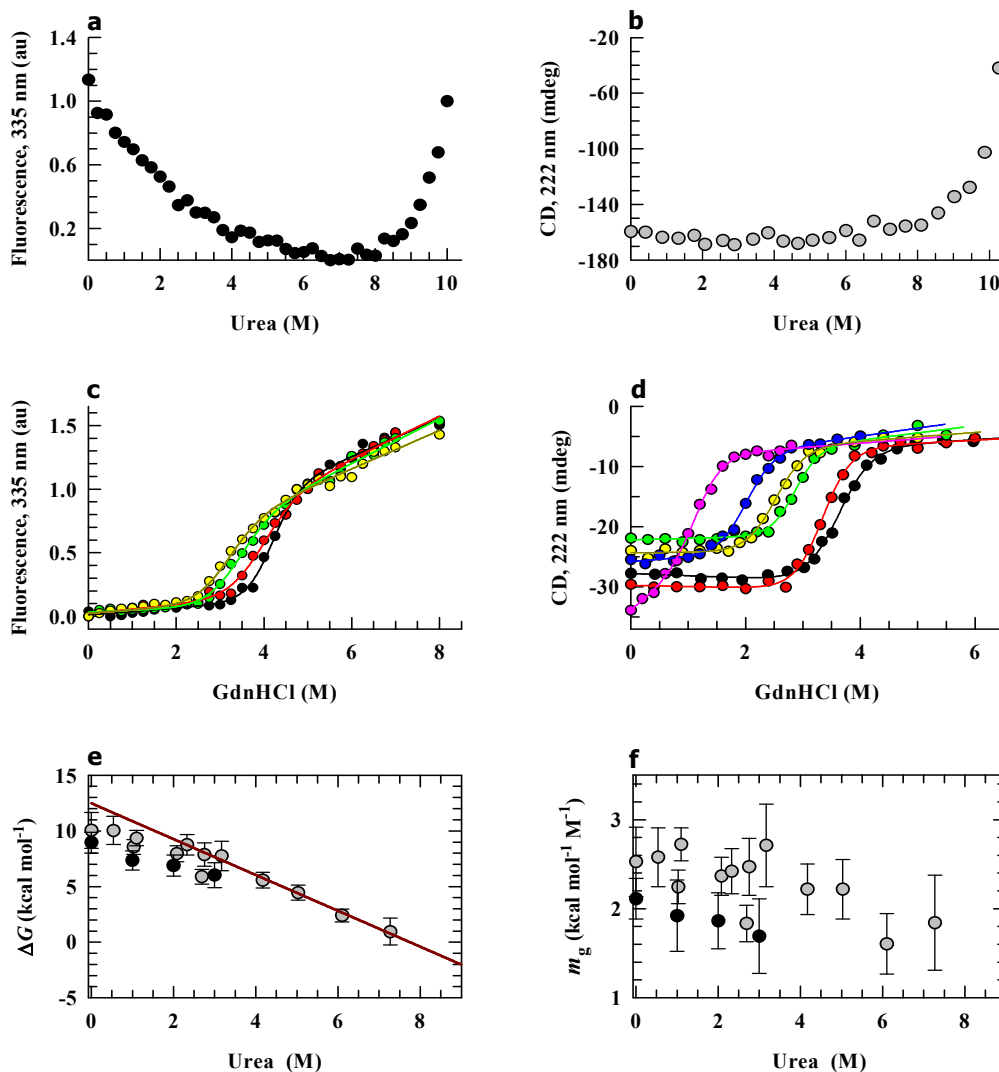 a
Fluorescence, 335 nm (au)
1.4
1.0
0.6
0.2
0 2 4 6 8 10
Urea (M)
b
CD, 222 nm (mdeg)
-20
-60
-100
-140
-180
0 2 4 6 8 10
Urea (M)
c
Fluorescence, 335 nm (au)
1.5
1.0
0.5
0.0
0 2 4 6 8
GdnHCl (M)
d
CD, 222 nm (mdeg)
0
-10
-20
-30
0 2 4 6
GdnHCl (M)
e
ΔG (kcal mol⁻¹)
15
10
5
0
-5
0 2 4 6 8
Urea (M)
f
m_g (kcal mol⁻¹ M⁻¹)
3
2
1
0 2 4 6 8
Urea (M)